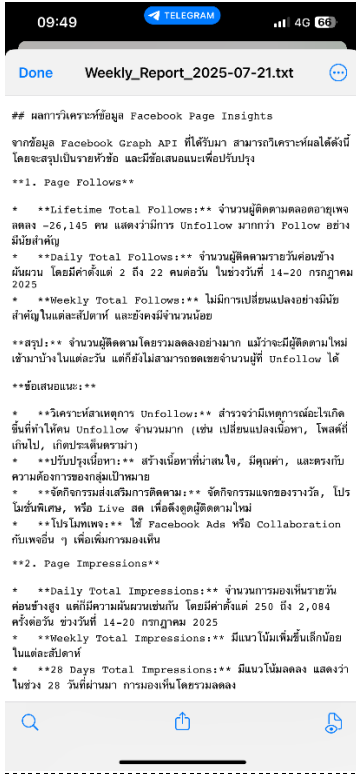 09:49
TELEGRAM
4G 66
Done
Weekly_Report_2025-07-21.txt
## ผลการวิเคราะห์ข้อมูล Facebook Page Insights
จากข้อมูล Facebook Graph API ที่ได้รับมา สามารถวิเคราะห์ผลได้ดังนี้
โดยจะสรุปเป็นรายหัวข้อ และมีข้อเสนอแนะเพื่อปรับปรุง
**1. Page Follows**
* **Lifetime Total Follows:** จำนวนผู้ติดตามตลอดอายุเพจ
ลดลง -26,145 คน แสดงว่ามีการ Unfollow มากกว่า Follow อย่าง
มีนัยสำคัญ
* **Daily Total Follows:** จำนวนผู้ติดตามรายวันค่อนข้าง
ผันผวน โดยมีค่าตั้งแต่ 2 ถึง 22 คนต่อวัน ในช่วงวันที่ 14-20 กรกฎาคม
2025
* **Weekly Total Follows:** ไม่มีการเปลี่ยนแปลงอย่างมีนัย
สำคัญในแต่ละสัปดาห์ และยังคงมีจำนวนน้อย
**สรุป:** จำนวนผู้ติดตามโดยรวมลดลงอย่างมาก แม้ว่าจะมีผู้ติดตามใหม่
เข้ามาบ้างในแต่ละวัน แต่ก็ยังไม่สามารถชดเชยจำนวนผู้ที่ Unfollow ได้
**ข้อเสนอแนะ:**
* **วิเคราะห์สาเหตุการ Unfollow:** สำรวจว่ามีเหตุการณ์อะไรเกิด
ขึ้นที่ทำให้คน Unfollow จำนวนมาก (เช่น เปลี่ยนแปลงเนื้อหา, โพสต์ถี่
เกินไป, เกิดประเด็นดราม่า)
* **ปรับปรุงเนื้อหา:** สร้างเนื้อหาที่น่าสนใจ, มีคุณค่า, และตรงกับ
ความต้องการของกลุ่มเป้าหมาย
* **จัดกิจกรรมส่งเสริมการติดตาม:** จัดกิจกรรมแจกของรางวัล, โปร
โมชั่นพิเศษ, หรือ Live สด เพื่อดึงดูดผู้ติดตามใหม่
* **โปรโมทเพจ:** ใช้ Facebook Ads หรือ Collaboration
กับเพจอื่น ๆ เพื่อเพิ่มการมองเห็น
**2. Page Impressions**
* **Daily Total Impressions:** จำนวนการมองเห็นรายวัน
ค่อนข้างสูง แต่ก็มีความผันผวนเช่นกัน โดยมีค่าตั้งแต่ 250 ถึง 2,084
ครั้งต่อวัน ช่วงวันที่ 14-20 กรกฎาคม 2025
* **Weekly Total Impressions:** มีแนวโน้มเพิ่มขึ้นเล็กน้อย
ในแต่ละสัปดาห์
* **28 Days Total Impressions:** มีแนวโน้มลดลง แสดงว่า
ในช่วง 28 วันที่ผ่านมา การมองเห็นโดยรวมลดลง